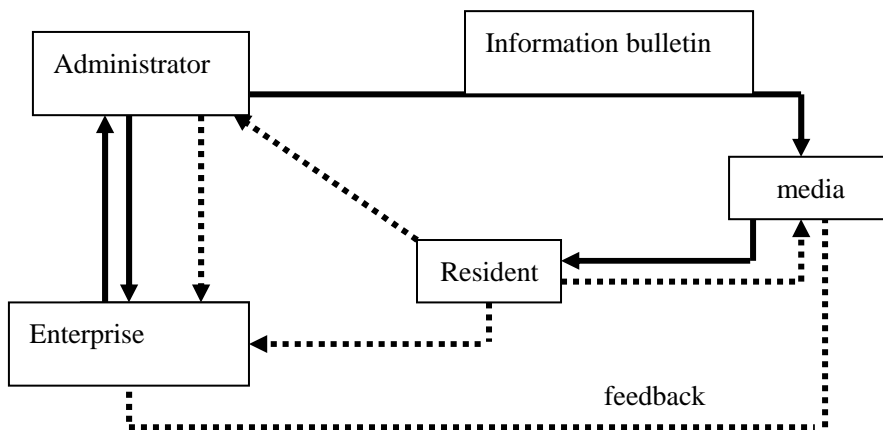 Information bulletin
Administrator
media
Resident
Enterprise
feedback